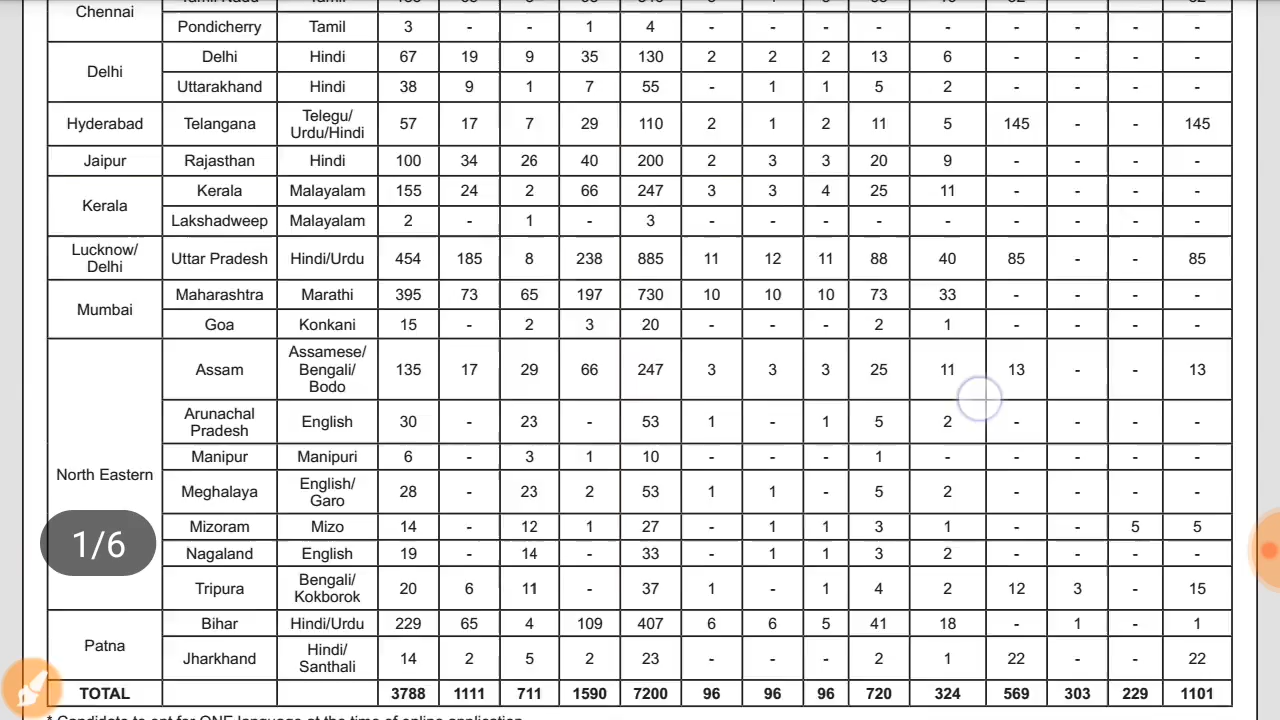 Chennai
Pondicherry Tamil 3 - - 1 4 - - - - - - - - -
Delhi
Delhi Hindi 67 19 9 35 130 2 2 2 13 6 - - - -
Uttarakhand Hindi 38 9 1 7 55 - 1 1 5 2 - - - -
Hyderabad Telangana Telegu/ Urdu/Hindi 57 17 7 29 110 2 1 2 11 5 145 - - 145
Jaipur Rajasthan Hindi 100 34 26 40 200 2 3 3 20 9 - - - -
Kerala
Kerala Malayalam 155 24 2 66 247 3 3 4 25 11 - - - -
Lakshadweep Malayalam 2 - 1 - 3 - - - - - - - - -
Lucknow/ Delhi Uttar Pradesh Hindi/Urdu 454 185 8 238 885 11 12 11 88 40 85 - - 85
Mumbai
Maharashtra Marathi 395 73 65 197 730 10 10 10 73 33 - - - -
Goa Konkani 15 - 2 3 20 - - - 2 1 - - - -
North Eastern
Assam Assamese/ Bengali/ Bodo 135 17 29 66 247 3 3 3 25 11 13 - - 13
Arunachal Pradesh English 30 - 23 - 53 1 - 1 5 2 - - - -
Manipur Manipuri 6 - 3 1 10 - - - 1 - - - - -
Meghalaya English/ Garo 28 - 23 2 53 1 1 - 5 2 - - - -
Mizoram Mizo 14 - 12 1 27 - 1 1 3 1 - - 5 5
Nagaland English 19 - 14 - 33 - 1 1 3 2 - - - -
Tripura Bengali/ Kokborok 20 6 11 - 37 1 - 1 4 2 12 3 - 15
1/6
Patna
Bihar Hindi/Urdu 229 65 4 109 407 6 6 5 41 18 - 1 - 1
Jharkhand Hindi/ Santhali 14 2 5 2 23 - - - 2 1 22 - - 22
TOTAL 3788 1111 711 1590 7200 96 96 96 720 324 569 303 229 1101
* Candidate to opt for ONE language at the time of online application